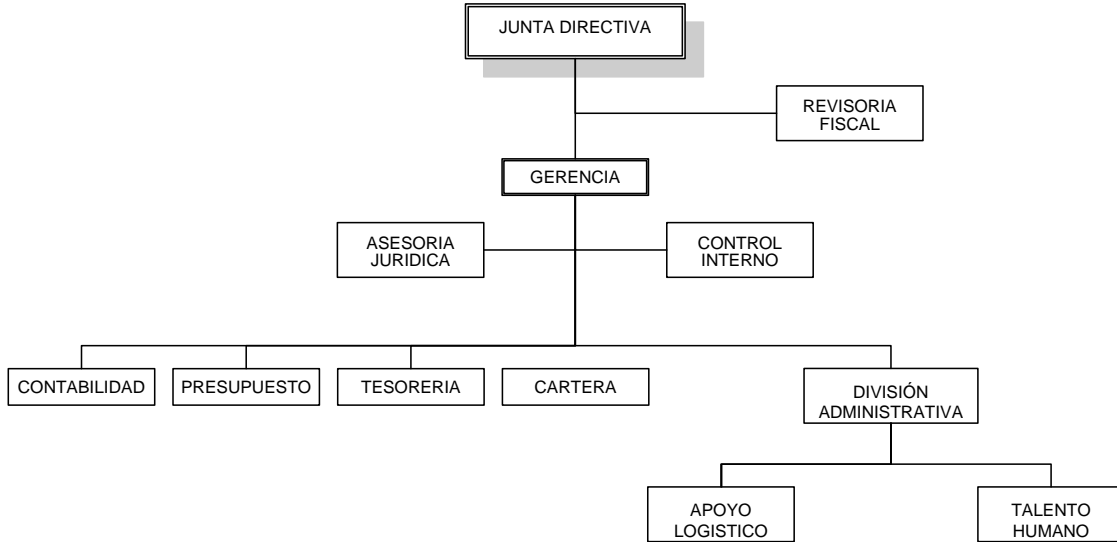 JUNTA DIRECTIVA
REVISORIA
FISCAL
GERENCIA
ASESORIA
JURIDICA
CONTROL
INTERNO
CONTABILIDAD
PRESUPUESTO
TESORERIA
CARTERA
DIVISIÓN
ADMINISTRATIVA
APOYO
LOGISTICO
TALENTO
HUMANO